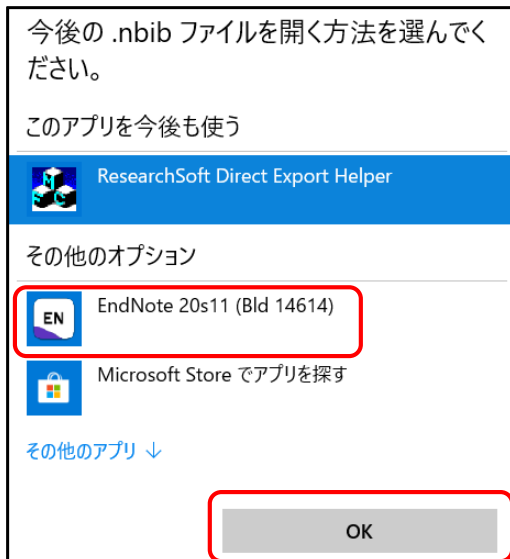 今後の .nbib ファイルを開く方法を選んでく
ださい。
このアプリを今後も使う
M
F C
ResearchSoft Direct Export Helper
その他のオプション
EN
EndNote 20s11 (Bld 14614)
Microsoft Store でアプリを探す
その他のアプリ ↓
OK